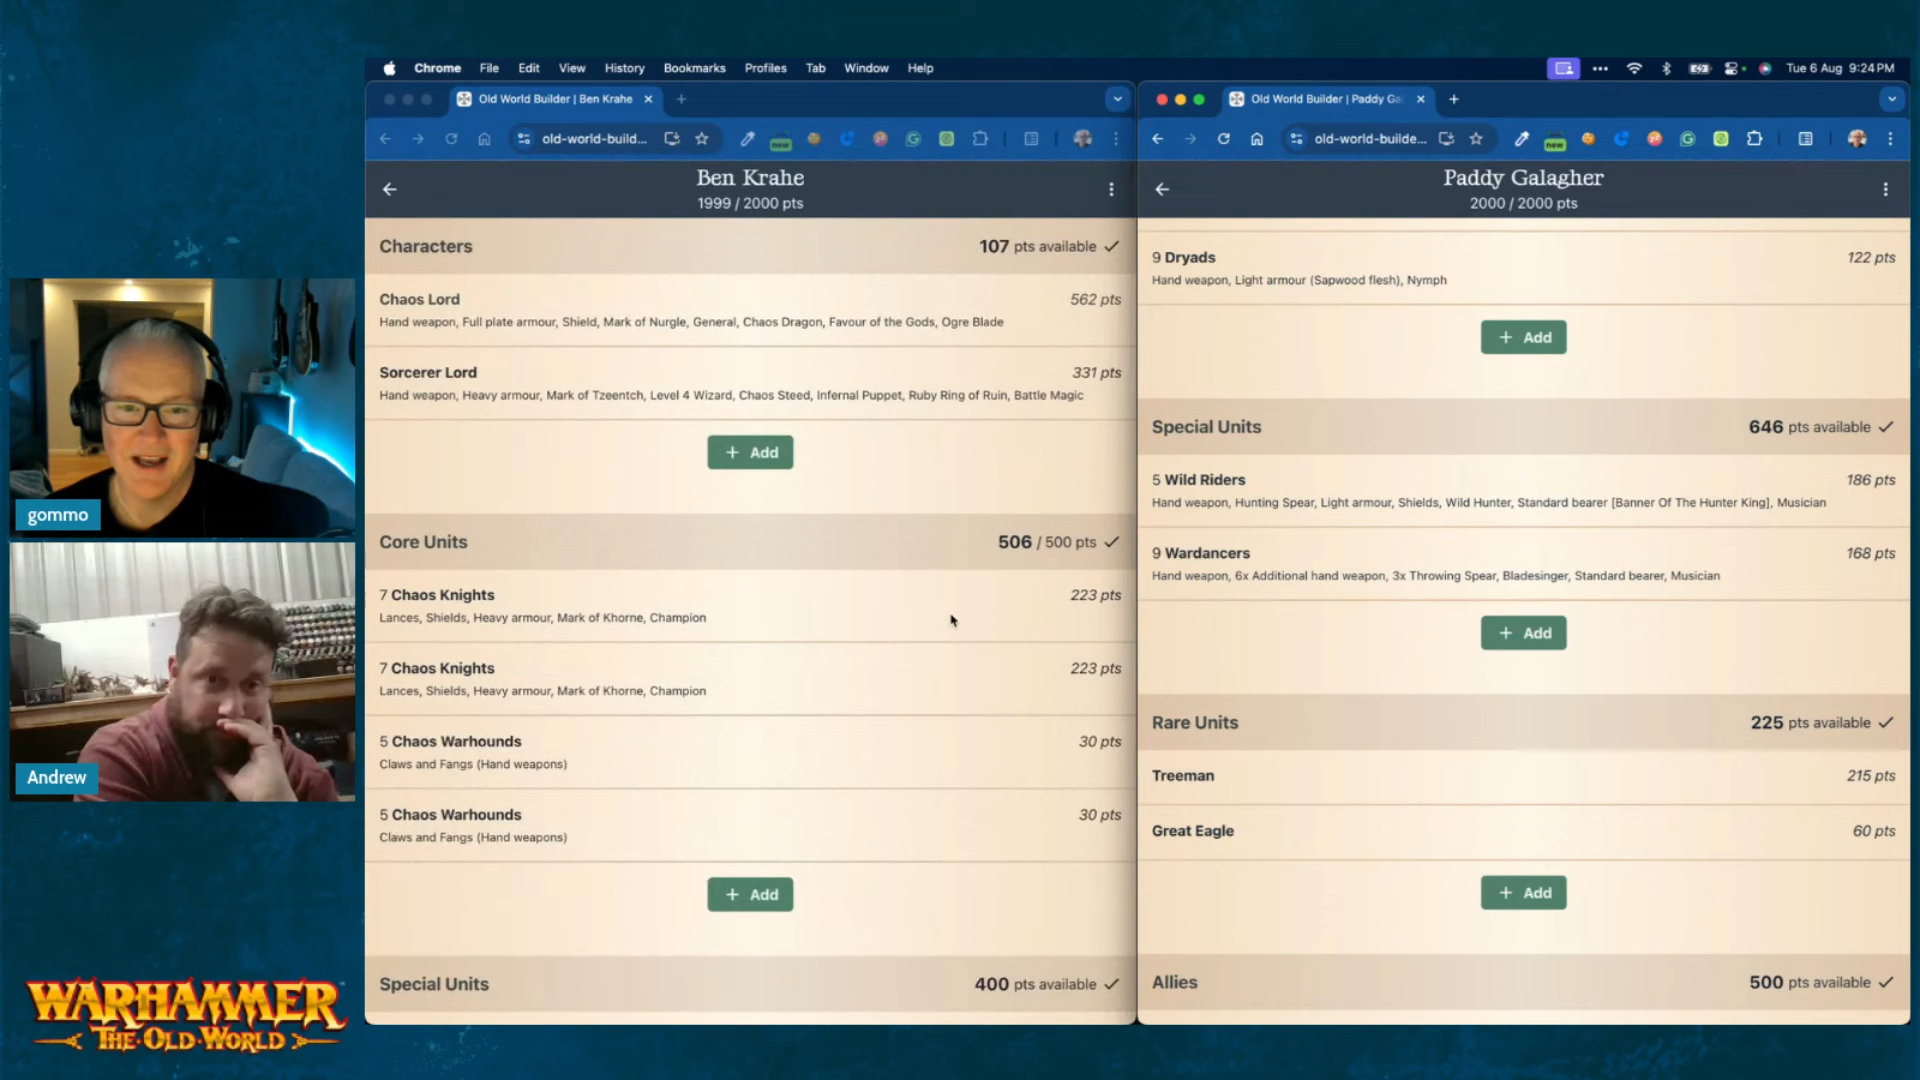 Chrome File Edit View History Bookmarks Profiles Tab Window Help
Tue 6 Aug 9:24 PM
Old World Builder | Ben Krahe
old-world-build...
new
Ben Krahe
1999 / 2000 pts
Characters
107 pts available
Chaos Lord
562 pts
Hand weapon, Full plate armour, Shield, Mark of Nurgle, General, Chaos Dragon, Favour of the Gods, Ogre Blade
Sorcerer Lord
331 pts
Hand weapon, Heavy armour, Mark of Tzeentch, Level 4 Wizard, Chaos Steed, Infernal Puppet, Ruby Ring of Ruin, Battle Magic
+ Add
Core Units
506 / 500 pts
7 Chaos Knights
223 pts
Lances, Shields, Heavy armour, Mark of Khorne, Champion
7 Chaos Knights
223 pts
Lances, Shields, Heavy armour, Mark of Khorne, Champion
5 Chaos Warhounds
30 pts
Claws and Fangs (Hand weapons)
5 Chaos Warhounds
30 pts
Claws and Fangs (Hand weapons)
+ Add
Special Units
400 pts available
Old World Builder | Paddy Ga
old-world-builde...
new
Paddy Galagher
2000 / 2000 pts
9 Dryads
122 pts
Hand weapon, Light armour (Sapwood flesh), Nymph
+ Add
Special Units
646 pts available
5 Wild Riders
186 pts
Hand weapon, Hunting Spear, Light armour, Shields, Wild Hunter, Standard bearer [Banner Of The Hunter King], Musician
9 Wardancers
168 pts
Hand weapon, 6x Additional hand weapon, 3x Throwing Spear, Bladesinger, Standard bearer, Musician
+ Add
Rare Units
225 pts available
Treeman
215 pts
Great Eagle
60 pts
+ Add
Allies
500 pts available
gommo
Andrew
WARHAMMER
THE OLD WORLD